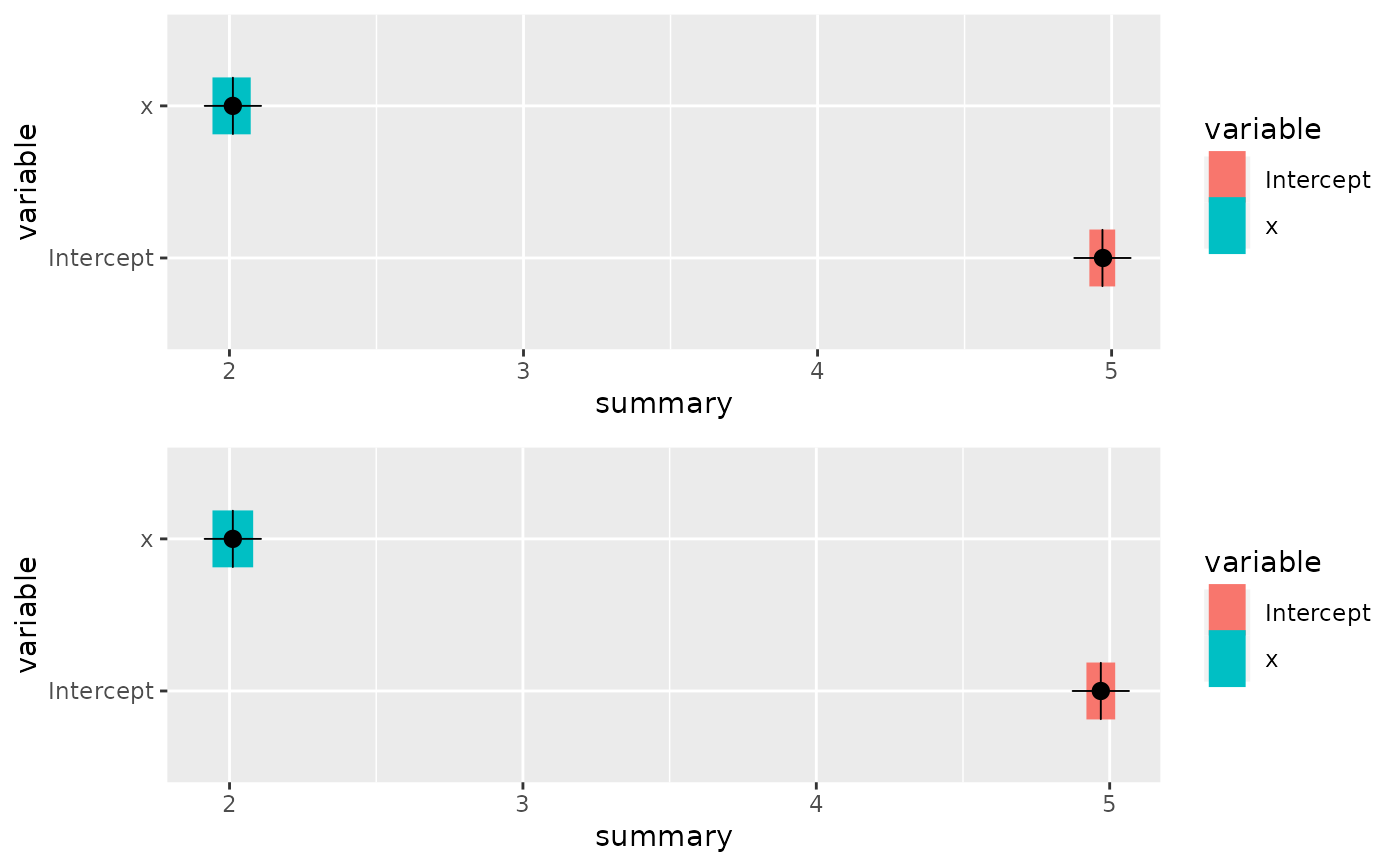 variable
x
Intercept
2 3 4 5
summary
variable
Intercept
x
variable
x
Intercept
2 3 4 5
summary
variable
Intercept
x